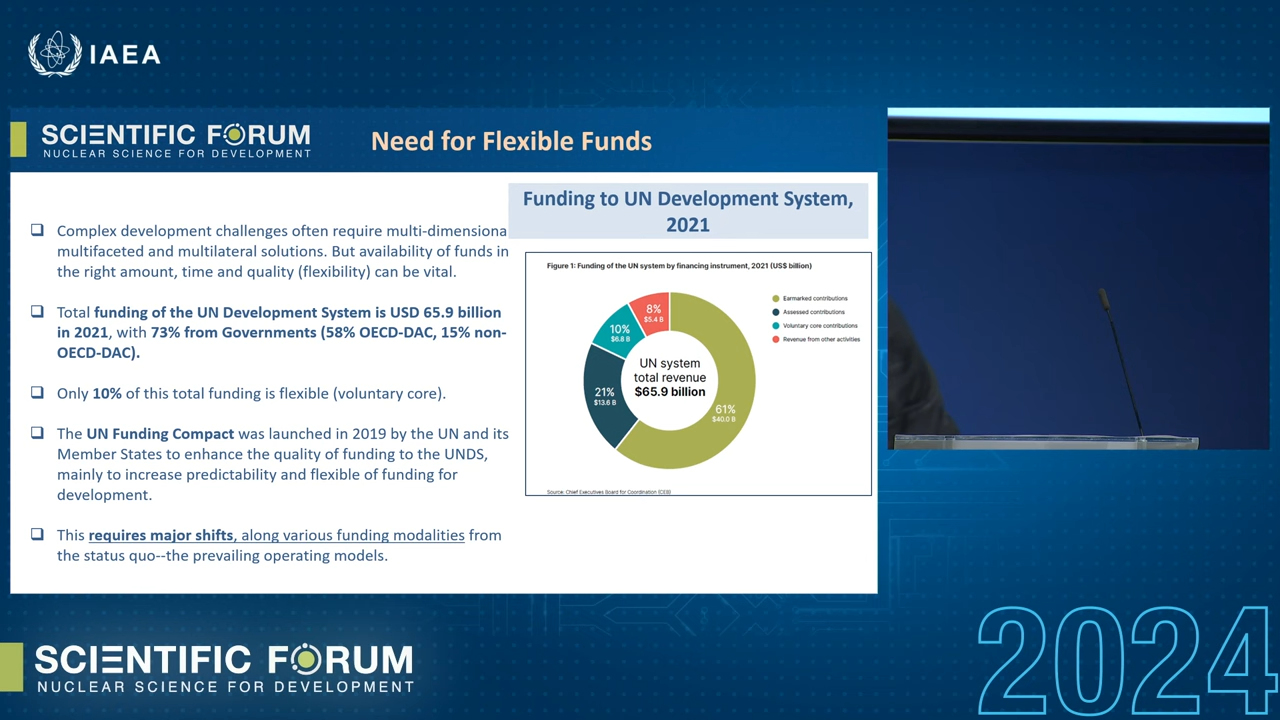 IAEA
SCIENTIFIC FORUM
NUCLEAR SCIENCE FOR DEVELOPMENT
Need for Flexible Funds
Complex development challenges often require multi-dimensiona
multifaceted and multilateral solutions. But availability of funds in
the right amount, time and quality (flexibility) can be vital.
Total funding of the UN Development System is USD 65.9 billion
in 2021, with 73% from Governments (58% OECD-DAC, 15% non-
OECD-DAC).
Only 10% of this total funding is flexible (voluntary core).
The UN Funding Compact was launched in 2019 by the UN and its
Member States to enhance the quality of funding to the UNDS,
mainly to increase predictability and flexible of funding for
development.
This requires major shifts, along various funding modalities from
the status quo--the prevailing operating models.
Funding to UN Development System,
2021
Figure 1: Funding of the UN system by financing instrument, 2021 (US$ billion)
8%
$5.4 B
10%
$6.8 B
21%
$13.6 B
61%
$40.0 B
UN system
total revenue
$65.9 billion
Earmarked contributions
Assessed contributions
Voluntary core contributions
Revenue from other activities
Source: Chief Executives Board for Coordination (CEB)
SCIENTIFIC FORUM
NUCLEAR SCIENCE FOR DEVELOPMENT
2024